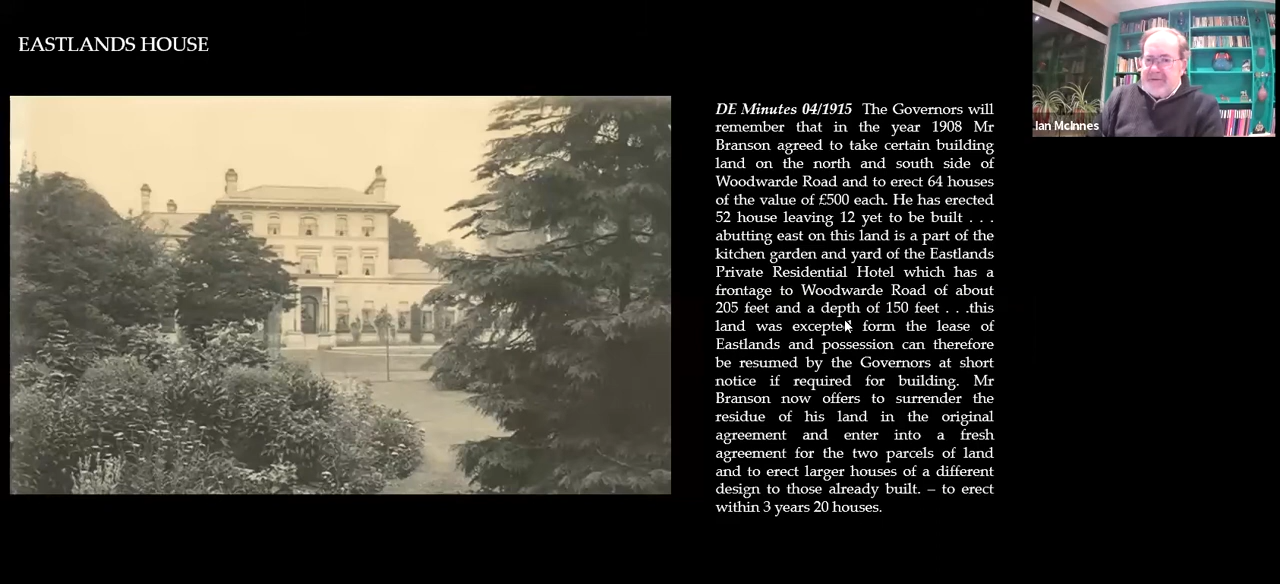 EASTLANDS HOUSE
DE Minutes 04/1915 The Governors will
remember that in the year 1908 Mr
Branson agreed to take certain building
land on the north and south side of
Woodwarde Road and to erect 64 houses
of the value of £500 each. He has erected
52 house leaving 12 yet to be built . . .
abutting east on this land is a part of the
kitchen garden and yard of the Eastlands
Private Residential Hotel which has a
frontage to Woodwarde Road of about
205 feet and a depth of 150 feet . . .this
land was excepted form the lease of
Eastlands and possession can therefore
be resumed by the Governors at short
notice if required for building. Mr
Branson now offers to surrender the
residue of his land in the original
agreement and enter into a fresh
agreement for the two parcels of land
and to erect larger houses of a different
design to those already built. – to erect
within 3 years 20 houses.
Ian McInnes